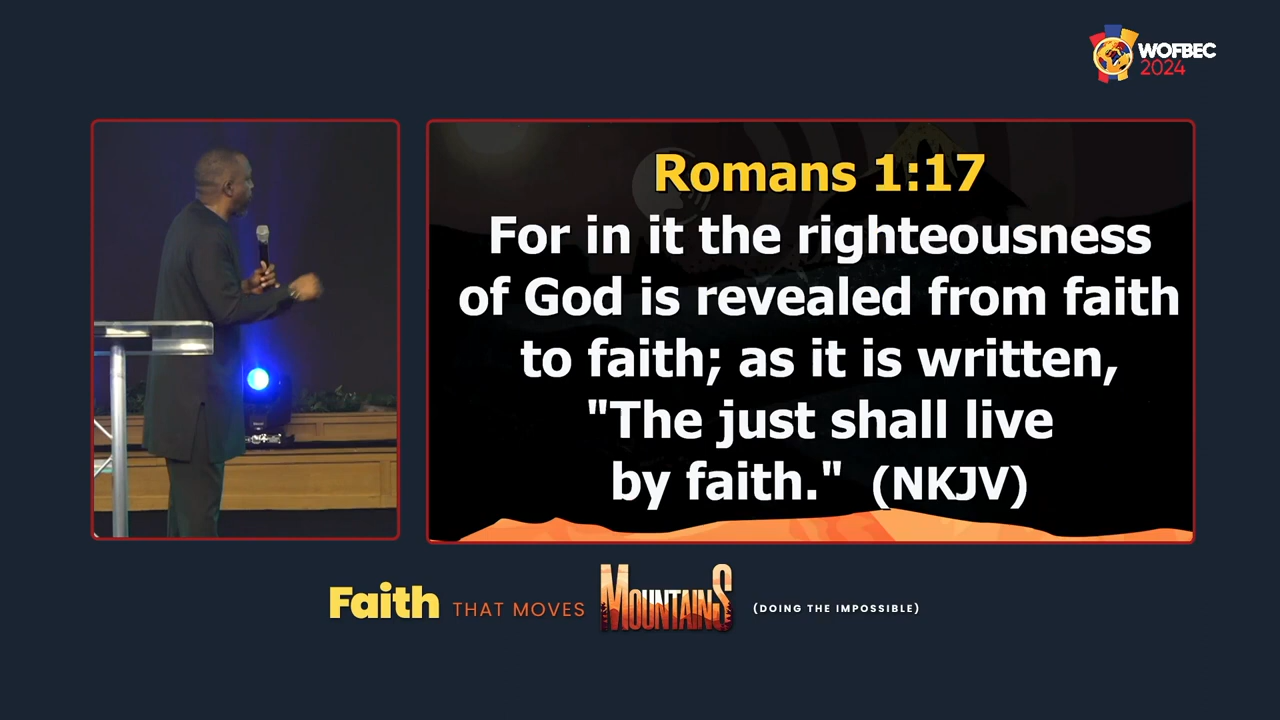 WOFBEC
2024
Romans 1:17
For in it the righteousness
of God is revealed from faith
to faith; as it is written,
"The just shall live
by faith." (NKJV)
Faith THAT MOVES MOUNTAINS (DOING THE IMPOSSIBLE)